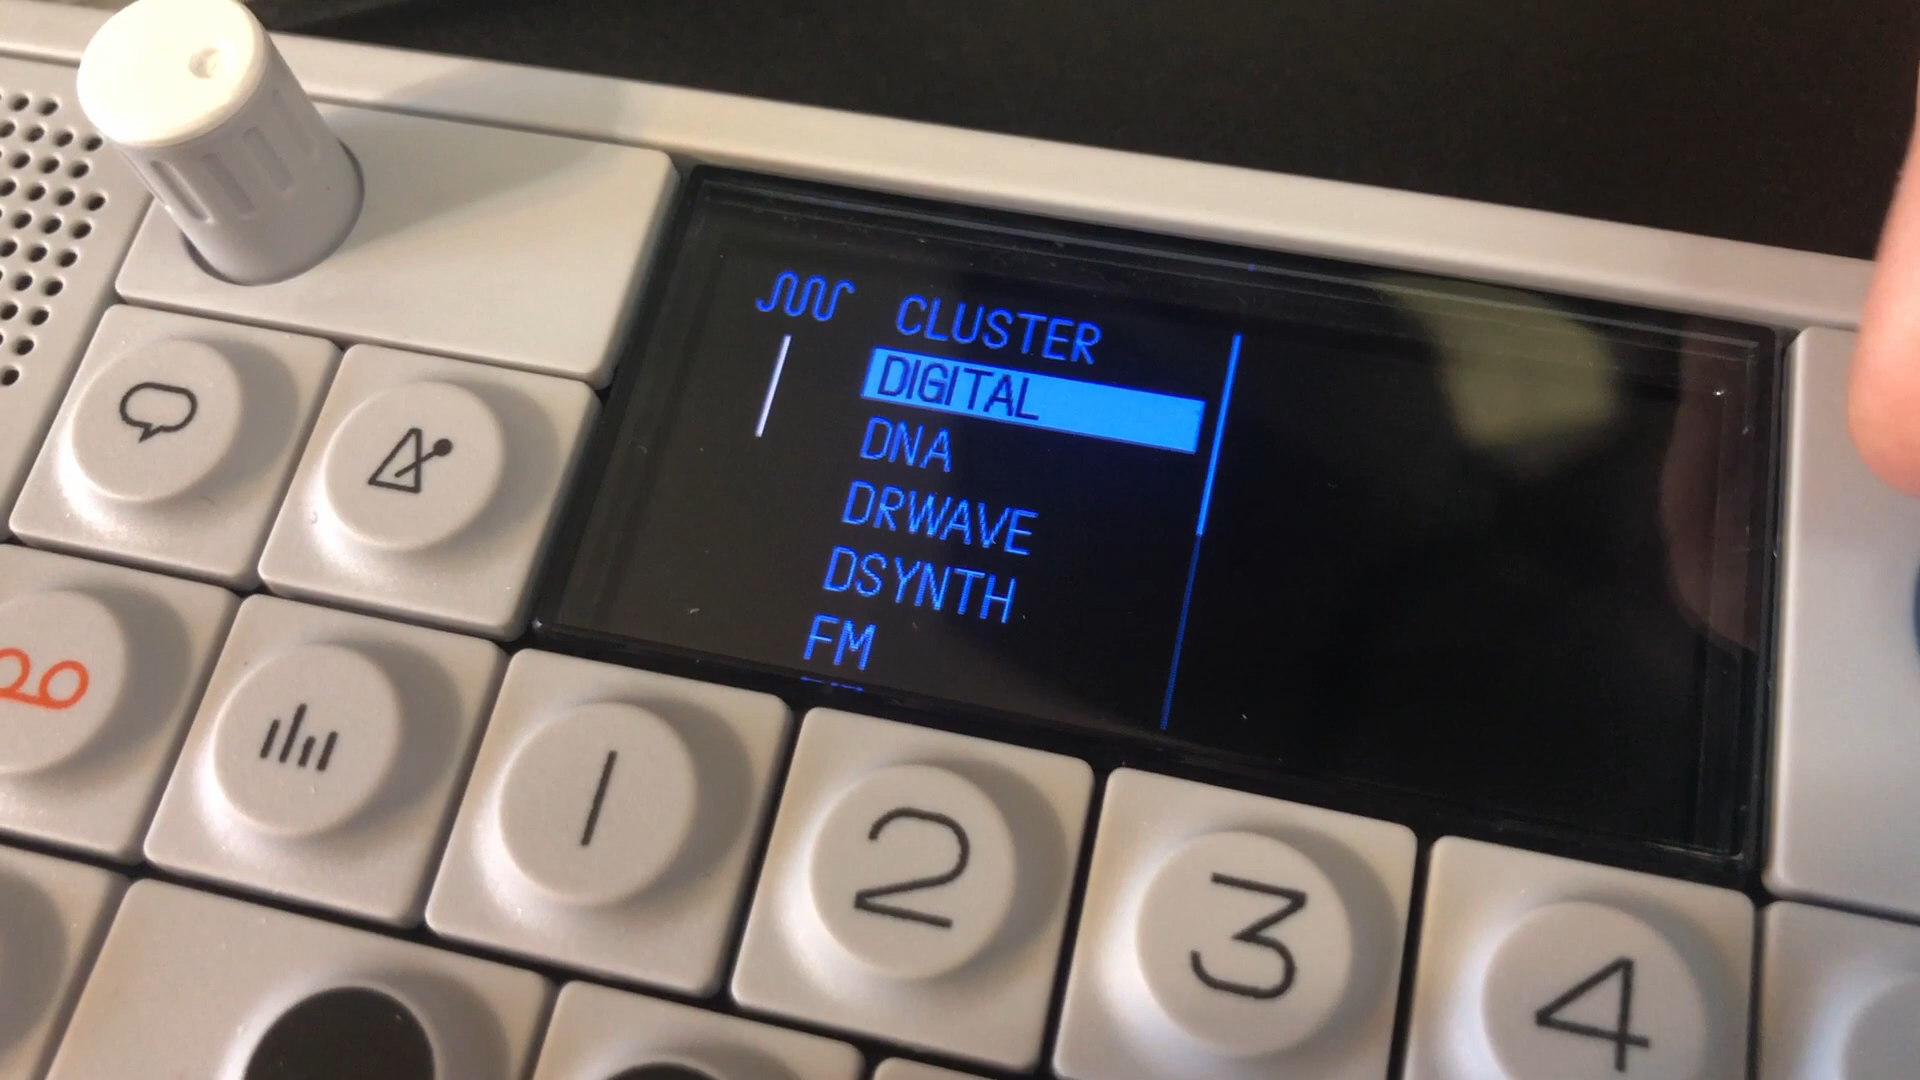 CLUSTER
DIGITAL
DNA
DRWAVE
DSYNTH
FM
1
2
3
4